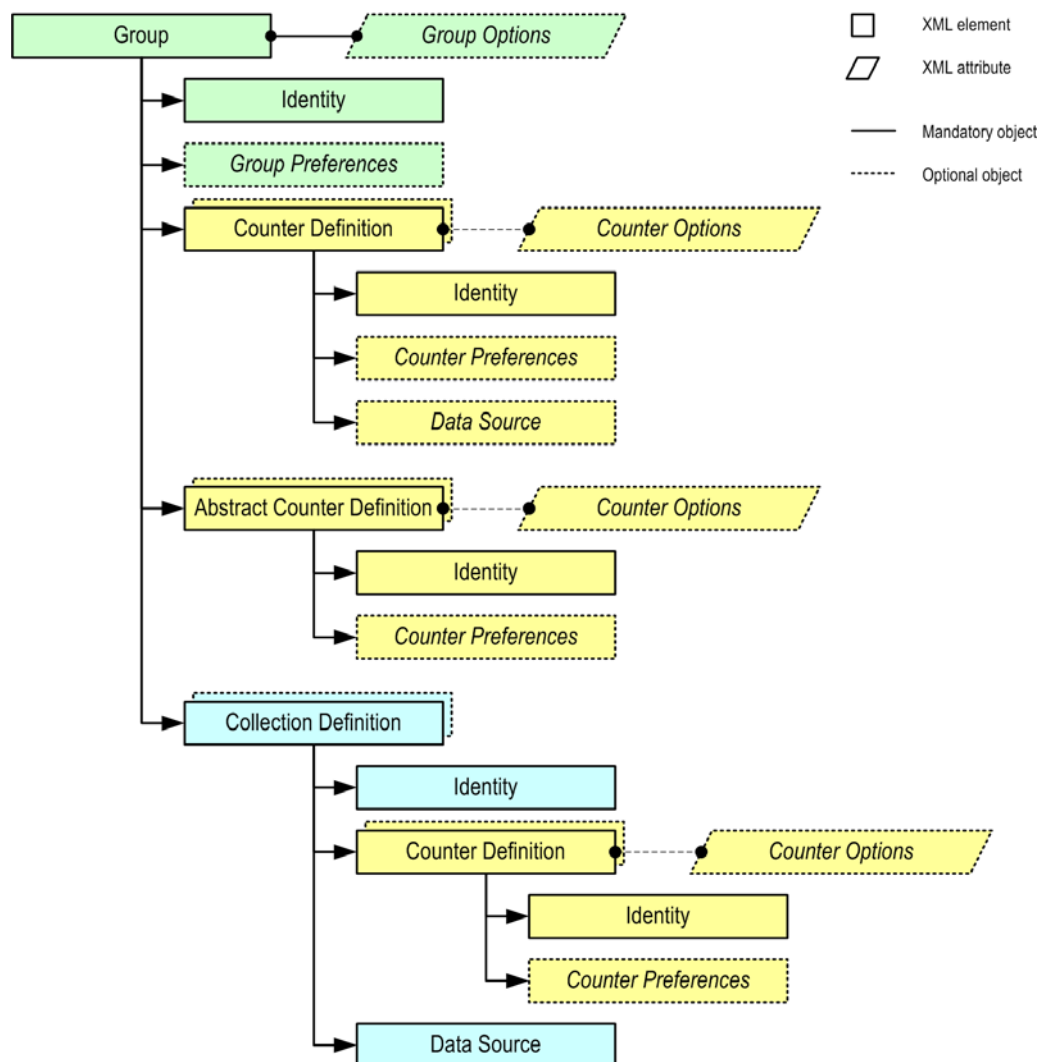 Group
Group Options
XML element
XML attribute
Identity
Mandatory object
Group Preferences
Optional object
Counter Definition
Counter Options
Identity
Counter Preferences
Data Source
Abstract Counter Definition
Counter Options
Identity
Counter Preferences
Collection Definition
Identity
Counter Definition
Counter Options
Identity
Counter Preferences
Data Source